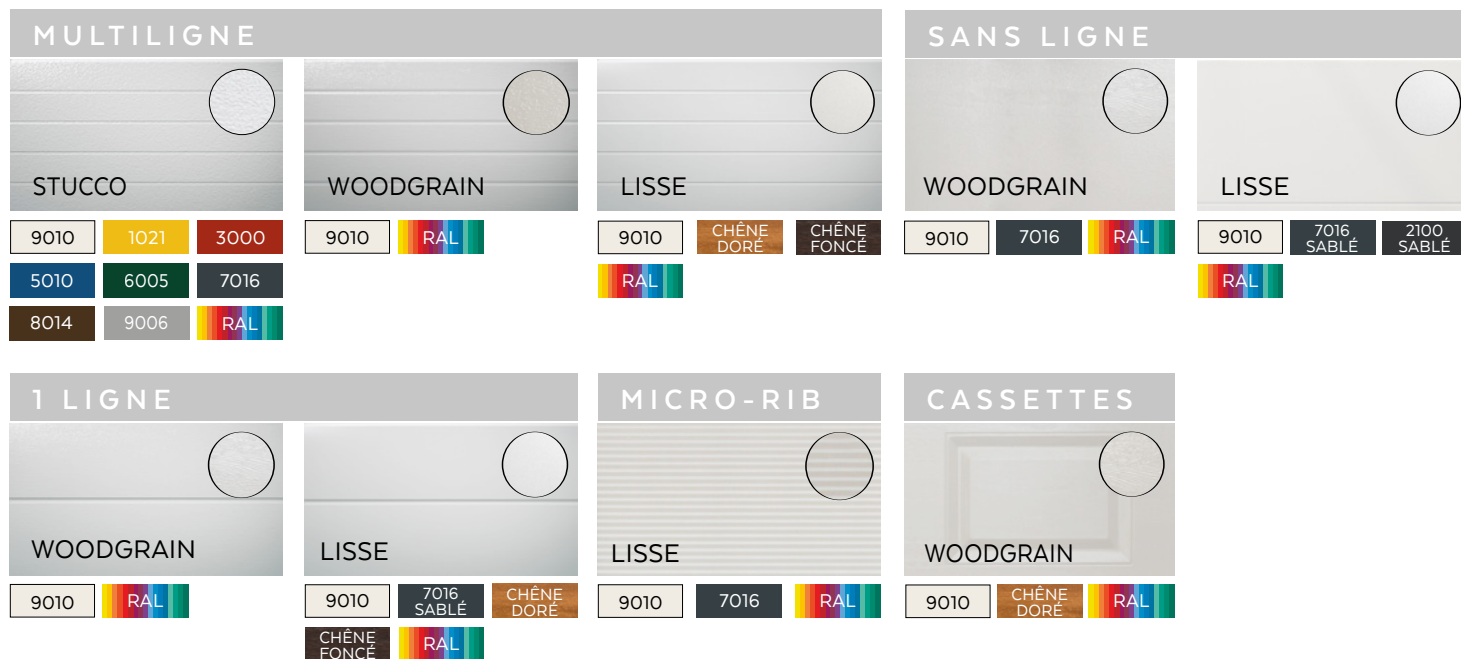 MULTILIGNE
STUCCO
9010
1021
3000
5010
6005
7016
8014
9006
RAL
WOODGRAIN
9010
RAL
LISSE
9010
CHÊNE
DORÉ
CHÊNE
FONCÉ
RAL
SANS LIGNE
WOODGRAIN
9010
7016
RAL
LISSE
9010
7016
SABLÉ
2100
SABLÉ
RAL
1 LIGNE
WOODGRAIN
9010
RAL
LISSE
9010
7016
SABLÉ
CHÊNE
DORÉ
CHÊNE
FONCÉ
RAL
MICRO-RIB
LISSE
9010
7016
RAL
CASSETTES
WOODGRAIN
9010
CHÊNE
DORÉ
RAL